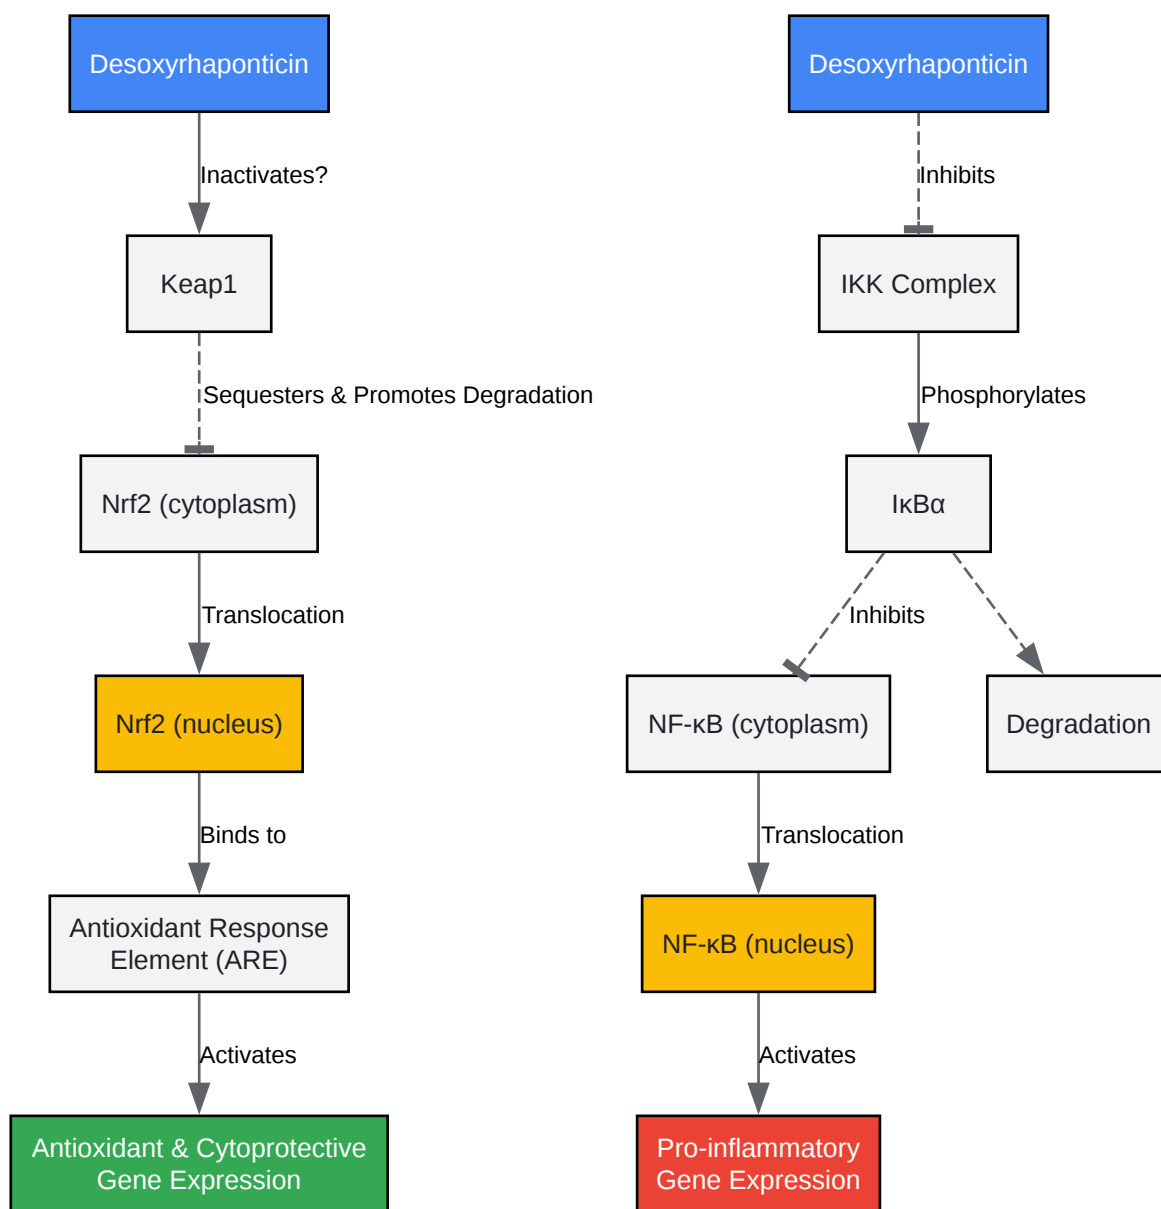 Desoxyrhaponticin
Inactivates?
Keap1
Sequesters & Promotes Degradation
Nrf2 (cytoplasm)
Translocation
Nrf2 (nucleus)
Binds to
Antioxidant Response
Element (ARE)
Activates
Antioxidant & Cytoprotective
Gene Expression
Desoxyrhaponticin
Inhibits
IKK Complex
Phosphorylates
IκBα
Inhibits
NF-κB (cytoplasm)
Degradation
Translocation
NF-κB (nucleus)
Activates
Pro-inflammatory
Gene Expression